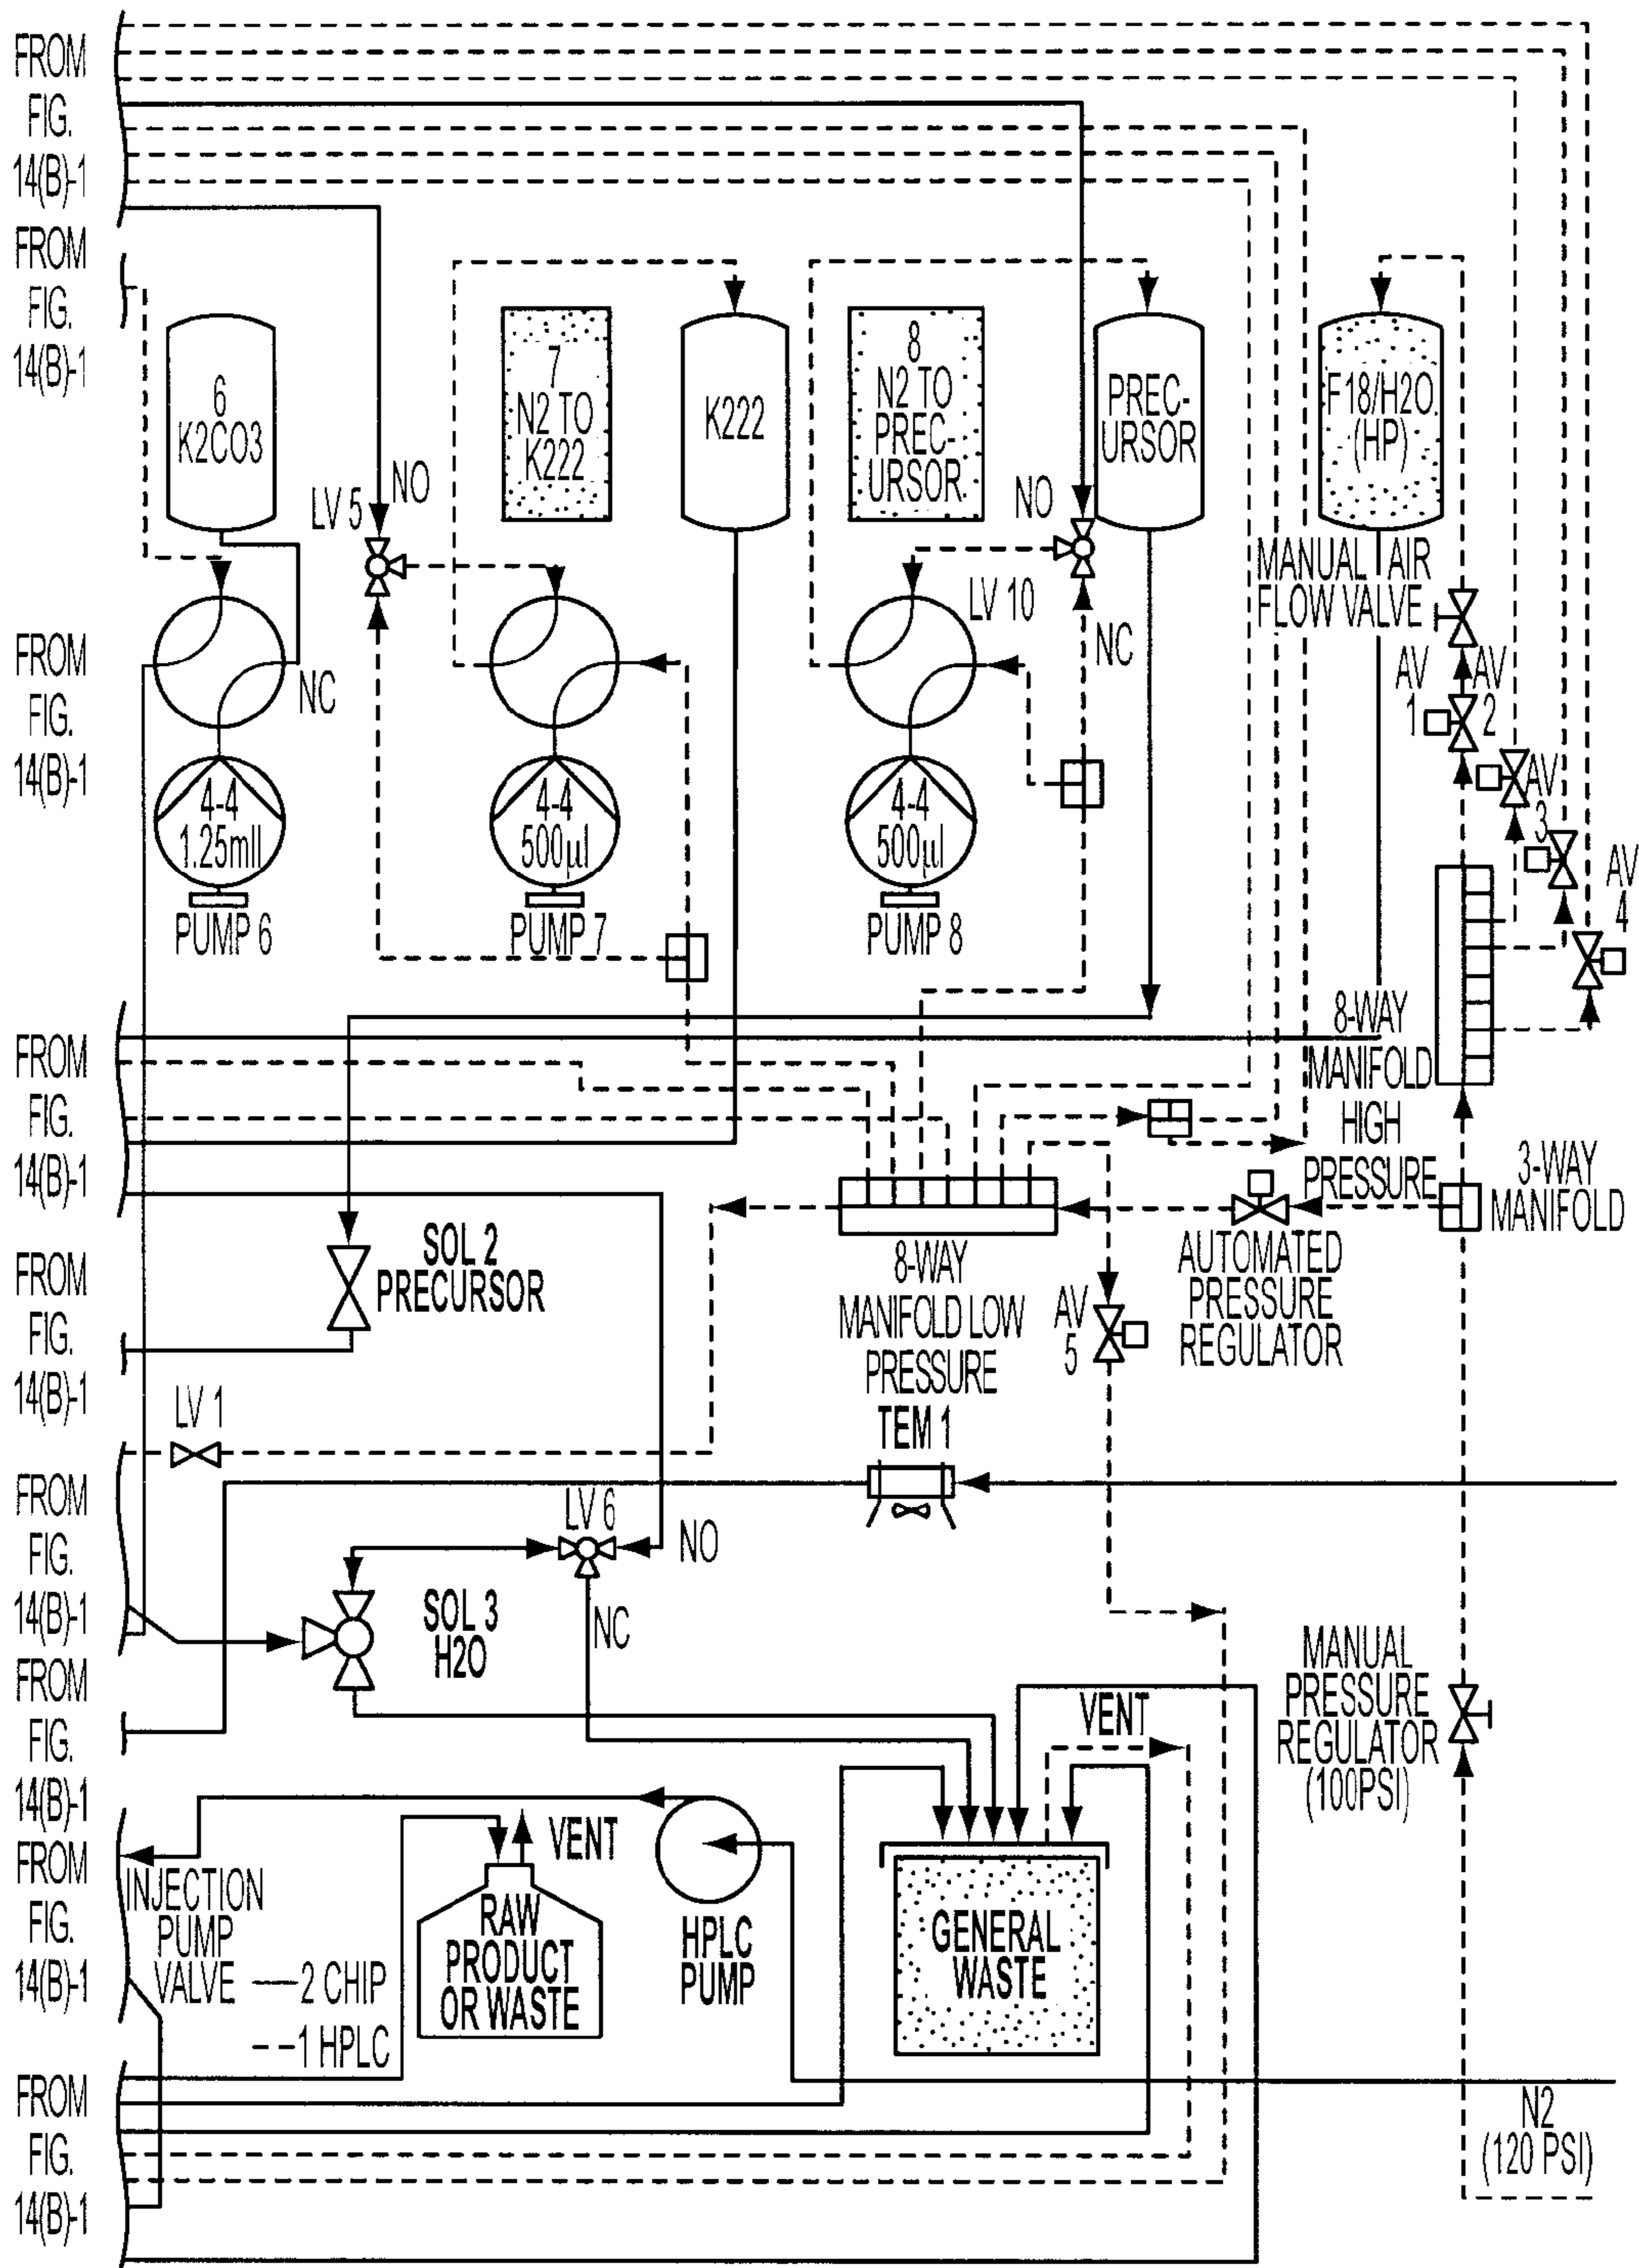 FROM
FIG.
14(B)-1
FROM
FIG.
14(B)-1
6
K2CO3
LV 5
NO
7
N2 TO
K222
K222
8
N2 TO
PREC-
URSOR
NO
PREC-
URSOR
F18/H2O
(HP)
MANUAL AIR
FLOW VALVE
LV 10
NC
NC
FROM
FIG.
14(B)-1
AV
1
AV
2
AV
3
AV
4
4-4
1.25mll
PUMP 6
4-4
500µl
PUMP 7
4-4
500µl
PUMP 8
8-WAY
MANIFOLD
HIGH
PRESSURE
3-WAY
MANIFOLD
FROM
FIG.
14(B)-1
SOL 2
PRECURSOR
8-WAY
MANIFOLD LOW
PRESSURE
AV
5
AUTOMATED
PRESSURE
REGULATOR
FROM
FIG.
14(B)-1
LV 1
TEM 1
FROM
FIG.
14(B)-1
LV 6
NO
SOL 3
H2O
NC
MANUAL
PRESSURE
REGULATOR
(100PSI)
FROM
FIG.
14(B)-1
VENT
VENT
FROM
FIG.
14(B)-1
INJECTION
PUMP
VALVE
2 CHIP
1 HPLC
RAW
PRODUCT
OR WASTE
HPLC
PUMP
GENERAL
WASTE
FROM
FIG.
14(B)-1
N2
(120 PSI)